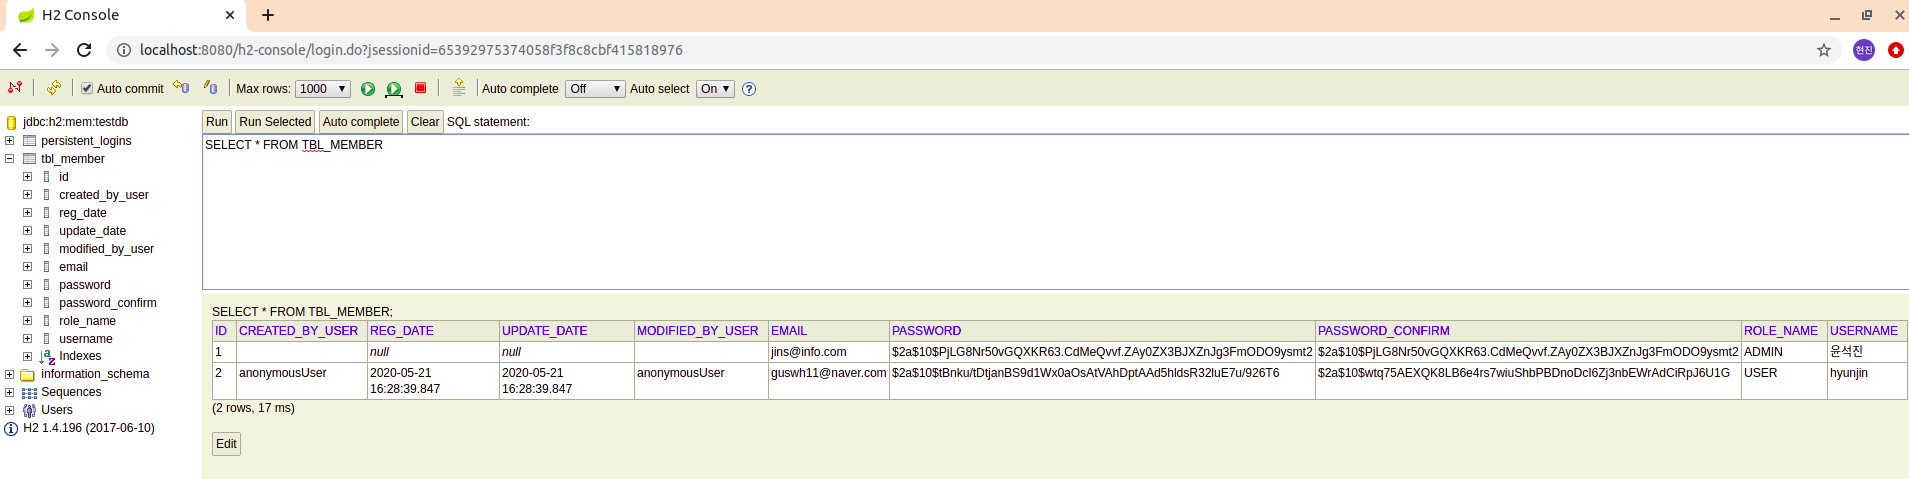 H2 Console
localhost:8080/h2-console/login.do?jsessionid=65392975374058f3f8c8cbf415818976
현진
Auto commit Max rows: 1000 Auto complete Off Auto select On
jdbc:h2:mem:testdb
persistent_logins
tbl_member
id
created_by_user
reg_date
update_date
modified_by_user
email
password
password_confirm
role_name
username
Indexes
information_schema
Sequences
Users
H2 1.4.196 (2017-06-10)
Run Run Selected Auto complete Clear SQL statement:
SELECT * FROM TBL_MEMBER
SELECT * FROM TBL_MEMBER;
ID CREATED_BY_USER REG_DATE UPDATE_DATE MODIFIED_BY_USER EMAIL PASSWORD PASSWORD_CONFIRM ROLE_NAME USERNAME
1 null null jins@info.com $2a$10$PjLG8Nr50vGQXKR63.CdMeQvvf.ZAy0ZX3BJXZnJg3FmODO9ysmt2 $2a$10$PjLG8Nr50vGQXKR63.CdMeQvvf.ZAy0ZX3BJXZnJg3FmODO9ysmt2 ADMIN 윤석진
2 anonymousUser 2020-05-21 16:28:39.847 2020-05-21 16:28:39.847 anonymousUser guswh11@naver.com $2a$10$tBnku/tDtjanBS9d1Wx0aOsAtVAhDptAAd5hldsR32luE7u/926T6 $2a$10$wtq75AEXQK8LB6e4rs7wiuShbPBDnoDcI6Zj3nbEWrAdCiRpJ6U1G USER hyunjin
(2 rows, 17 ms)
Edit